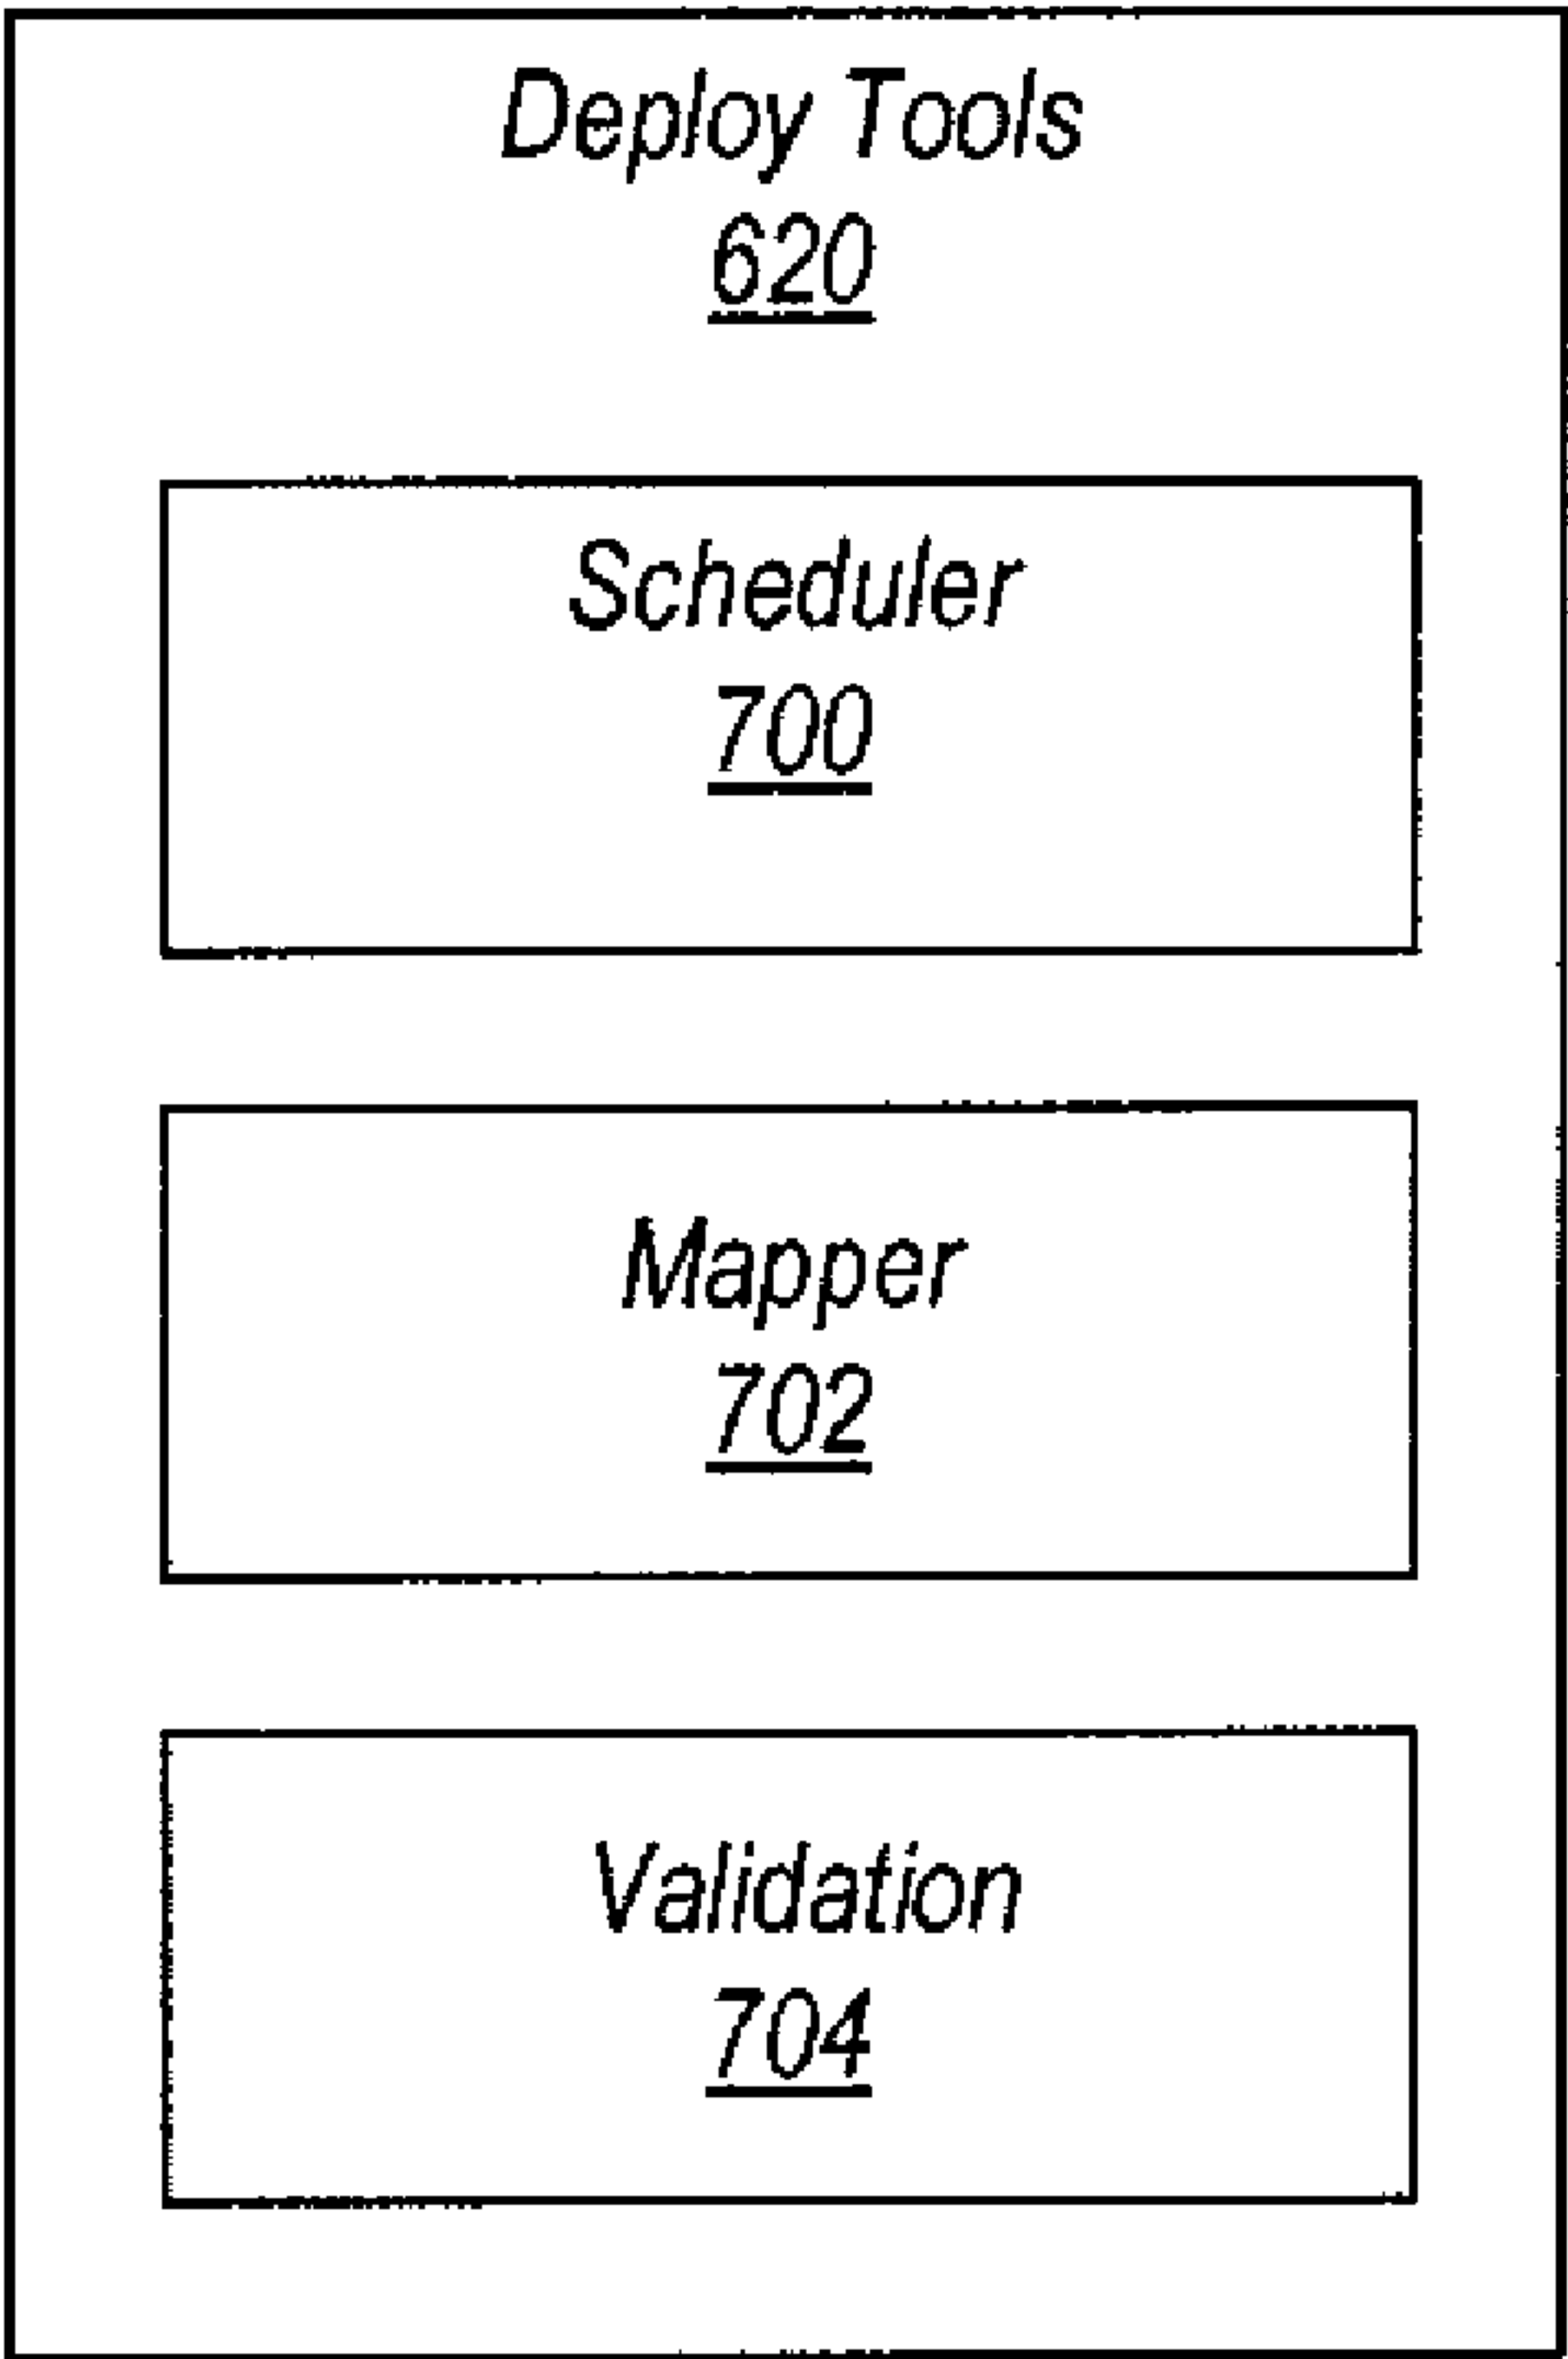 Deploy Tools
620
Scheduler
700
Mapper
702
Validation
704